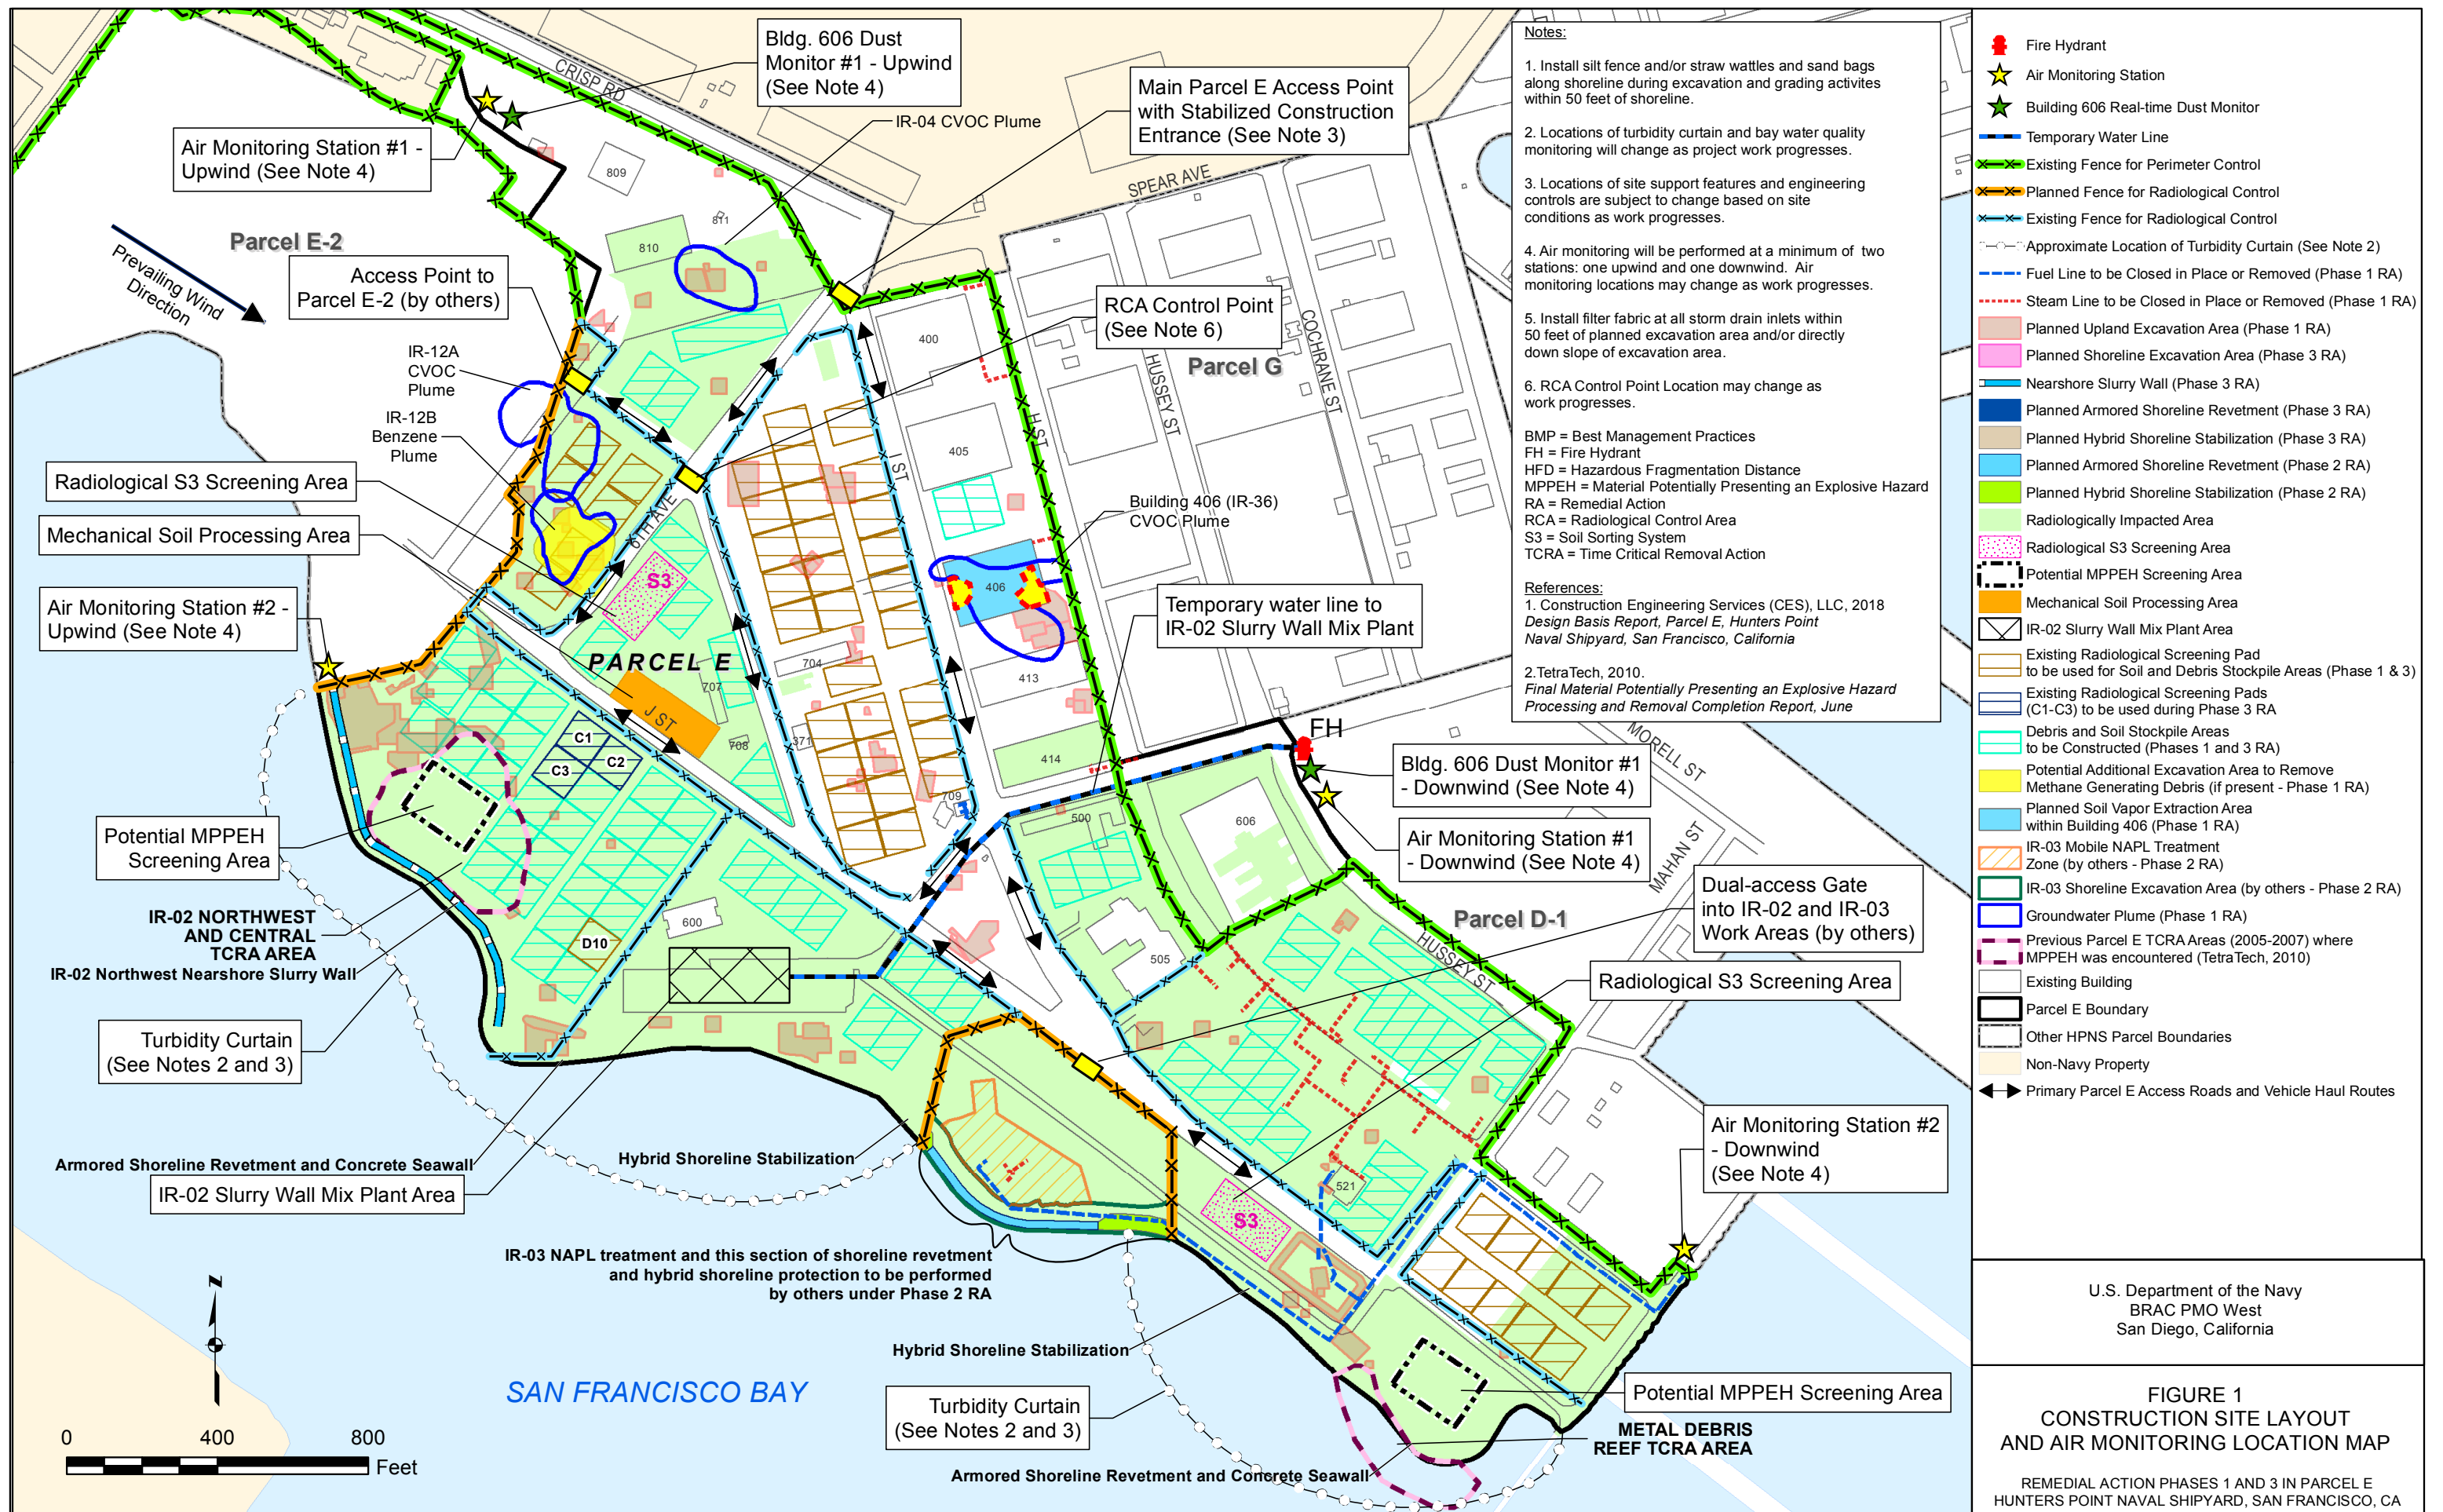 Bldg. 606 Dust
Monitor #1 - Upwind
(See Note 4)
CRISP RD
Main Parcel E Access Point
with Stabilized Construction
Entrance (See Note 3)
IR-04 CVOC Plume
Air Monitoring Station #1 -
Upwind (See Note 4)
809
811
810
SPEAR AVE
Parcel E-2
Prevailing Wind
Direction
Access Point to
Parcel E-2 (by others)
RCA Control Point
(See Note 6)
400
COCHRANE ST
HUSSEY ST
Parcel G
IR-12A
CVOC
Plume
IR-12B
Benzene
Plume
H ST
405
I ST
Radiological S3 Screening Area
Building 406 (IR-36)
CVOC Plume
6TH AVE
Mechanical Soil Processing Area
S3
406
Air Monitoring Station #2 -
Upwind (See Note 4)
Temporary water line to
IR-02 Slurry Wall Mix Plant
PARCEL E
704
707
413
J ST
708
371
414
C1
C2
C3
FH
MORELL ST
Bldg. 606 Dust Monitor #1
- Downwind (See Note 4)
709
500
606
Air Monitoring Station #1
- Downwind (See Note 4)
MAHAN ST
Potential MPPEH
Screening Area
Dual-access Gate
into IR-02 and IR-03
Work Areas (by others)
IR-02 NORTHWEST
AND CENTRAL
TCRA AREA
600
D10
Parcel D-1
HUSSEY ST
505
IR-02 Northwest Nearshore Slurry Wall
Radiological S3 Screening Area
Turbidity Curtain
(See Notes 2 and 3)
Air Monitoring Station #2
- Downwind
(See Note 4)
Armored Shoreline Revetment and Concrete Seawall
Hybrid Shoreline Stabilization
IR-02 Slurry Wall Mix Plant Area
521
S3
IR-03 NAPL treatment and this section of shoreline revetment
and hybrid shoreline protection to be performed
by others under Phase 2 RA
N
Hybrid Shoreline Stabilization
SAN FRANCISCO BAY
Potential MPPEH Screening Area
Turbidity Curtain
(See Notes 2 and 3)
METAL DEBRIS
REEF TCRA AREA
0 400 800
Feet
Armored Shoreline Revetment and Concrete Seawall
Notes:
1. Install silt fence and/or straw wattles and sand bags
along shoreline during excavation and grading activites
within 50 feet of shoreline.
2. Locations of turbidity curtain and bay water quality
monitoring will change as project work progresses.
3. Locations of site support features and engineering
controls are subject to change based on site
conditions as work progresses.
4. Air monitoring will be performed at a minimum of two
stations: one upwind and one downwind. Air
monitoring locations may change as work progresses.
5. Install filter fabric at all storm drain inlets within
50 feet of planned excavation area and/or directly
down slope of excavation area.
6. RCA Control Point Location may change as
work progresses.
BMP = Best Management Practices
FH = Fire Hydrant
HFD = Hazardous Fragmentation Distance
MPPEH = Material Potentially Presenting an Explosive Hazard
RA = Remedial Action
RCA = Radiological Control Area
S3 = Soil Sorting System
TCRA = Time Critical Removal Action
References:
1. Construction Engineering Services (CES), LLC, 2018
Design Basis Report, Parcel E, Hunters Point
Naval Shipyard, San Francisco, California
2.TetraTech, 2010.
Final Material Potentially Presenting an Explosive Hazard
Processing and Removal Completion Report, June
Fire Hydrant
Air Monitoring Station
Building 606 Real-time Dust Monitor
Temporary Water Line
Existing Fence for Perimeter Control
Planned Fence for Radiological Control
Existing Fence for Radiological Control
Approximate Location of Turbidity Curtain (See Note 2)
Fuel Line to be Closed in Place or Removed (Phase 1 RA)
Steam Line to be Closed in Place or Removed (Phase 1 RA)
Planned Upland Excavation Area (Phase 1 RA)
Planned Shoreline Excavation Area (Phase 3 RA)
Nearshore Slurry Wall (Phase 3 RA)
Planned Armored Shoreline Revetment (Phase 3 RA)
Planned Hybrid Shoreline Stabilization (Phase 3 RA)
Planned Armored Shoreline Revetment (Phase 2 RA)
Planned Hybrid Shoreline Stabilization (Phase 2 RA)
Radiologically Impacted Area
Radiological S3 Screening Area
Potential MPPEH Screening Area
Mechanical Soil Processing Area
IR-02 Slurry Wall Mix Plant Area
Existing Radiological Screening Pad
to be used for Soil and Debris Stockpile Areas (Phase 1 & 3)
Existing Radiological Screening Pads
(C1-C3) to be used during Phase 3 RA
Debris and Soil Stockpile Areas
to be Constructed (Phases 1 and 3 RA)
Potential Additional Excavation Area to Remove
Methane Generating Debris (if present - Phase 1 RA)
Planned Soil Vapor Extraction Area
within Building 406 (Phase 1 RA)
IR-03 Mobile NAPL Treatment
Zone (by others - Phase 2 RA)
IR-03 Shoreline Excavation Area (by others - Phase 2 RA)
Groundwater Plume (Phase 1 RA)
Previous Parcel E TCRA Areas (2005-2007) where
MPPEH was encountered (TetraTech, 2010)
Existing Building
Parcel E Boundary
Other HPNS Parcel Boundaries
Non-Navy Property
Primary Parcel E Access Roads and Vehicle Haul Routes
U.S. Department of the Navy
BRAC PMO West
San Diego, California
FIGURE 1
CONSTRUCTION SITE LAYOUT
AND AIR MONITORING LOCATION MAP
REMEDIAL ACTION PHASES 1 AND 3 IN PARCEL E
HUNTERS POINT NAVAL SHIPYARD, SAN FRANCISCO, CA